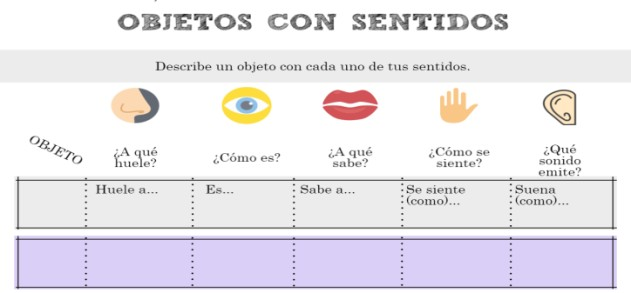 OBJETOS CON SENTIDOS
Describe un objeto con cada uno de tus sentidos.
OBJETO
¿A qué
huele?
¿Cómo es?
¿A qué
sabe?
¿Cómo se
siente?
¿Qué
sonido
emite?
Huele a...
Es...
Sabe a...
Se siente
(como)...
Suena
(como)...